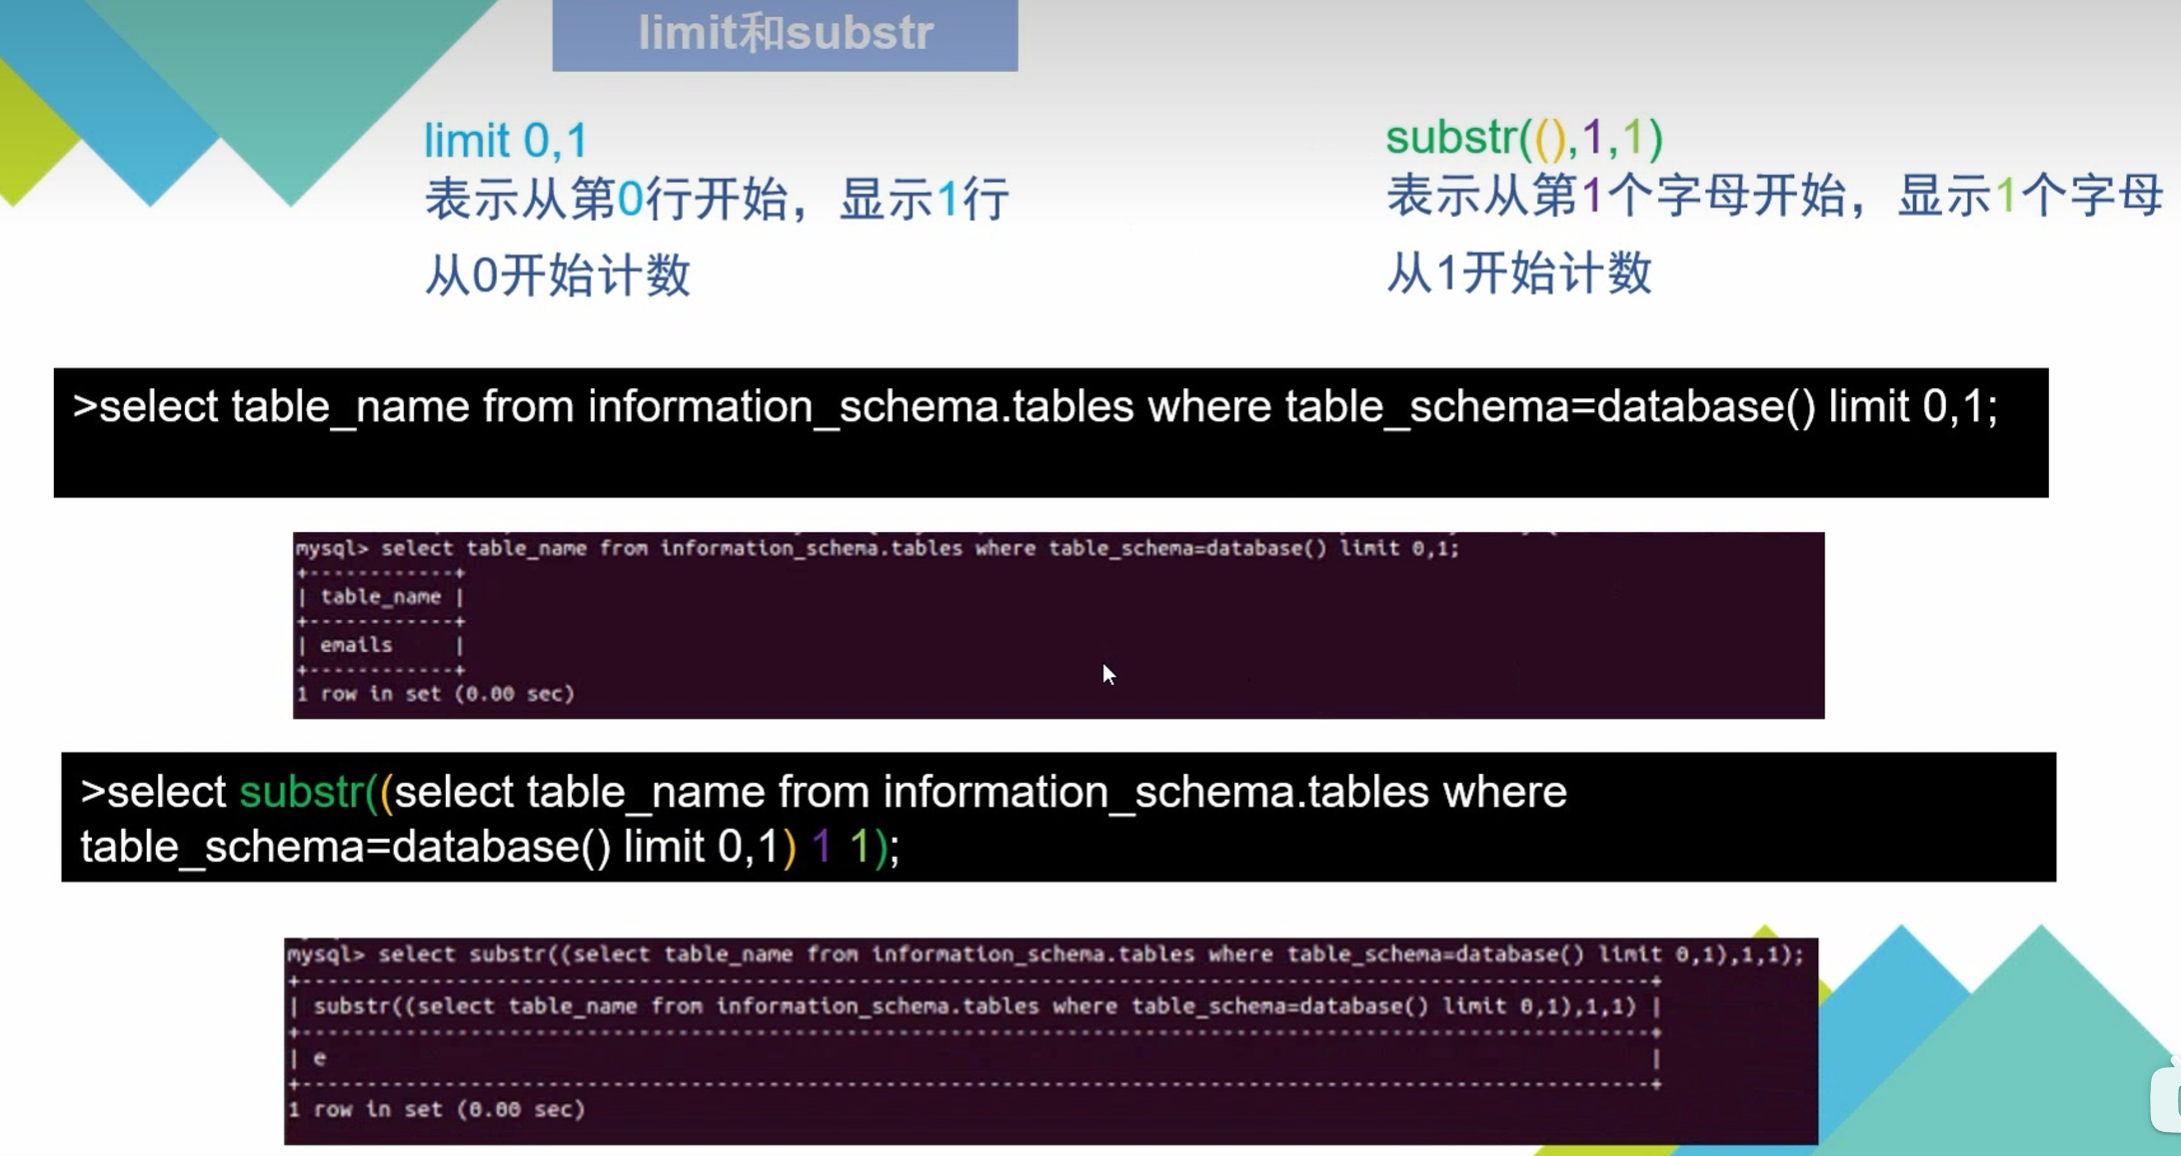 limit和substr
limit 0,1
表示从第0行开始，显示1行
从0开始计数
substr((),1,1)
表示从第1个字母开始，显示1个字母
从1开始计数
>select table_name from information_schema.tables where table_schema=database() limit 0,1;
mysql> select table_name from information_schema.tables where table_schema=database() limit 0,1;
+------------+
| table_name |
+------------+
| emails     |
+------------+
1 row in set (0.00 sec)
>select substr((select table_name from information_schema.tables where
table_schema=database() limit 0,1) 1 1);
mysql> select substr((select table_name from information_schema.tables where table_schema=database() limit 0,1),1,1);
+--------------------------------------------------------------------------------------------------------+
| substr((select table_name from information_schema.tables where table_schema=database() limit 0,1),1,1) |
+--------------------------------------------------------------------------------------------------------+
| e                                                                                                      |
+--------------------------------------------------------------------------------------------------------+
1 row in set (0.00 sec)